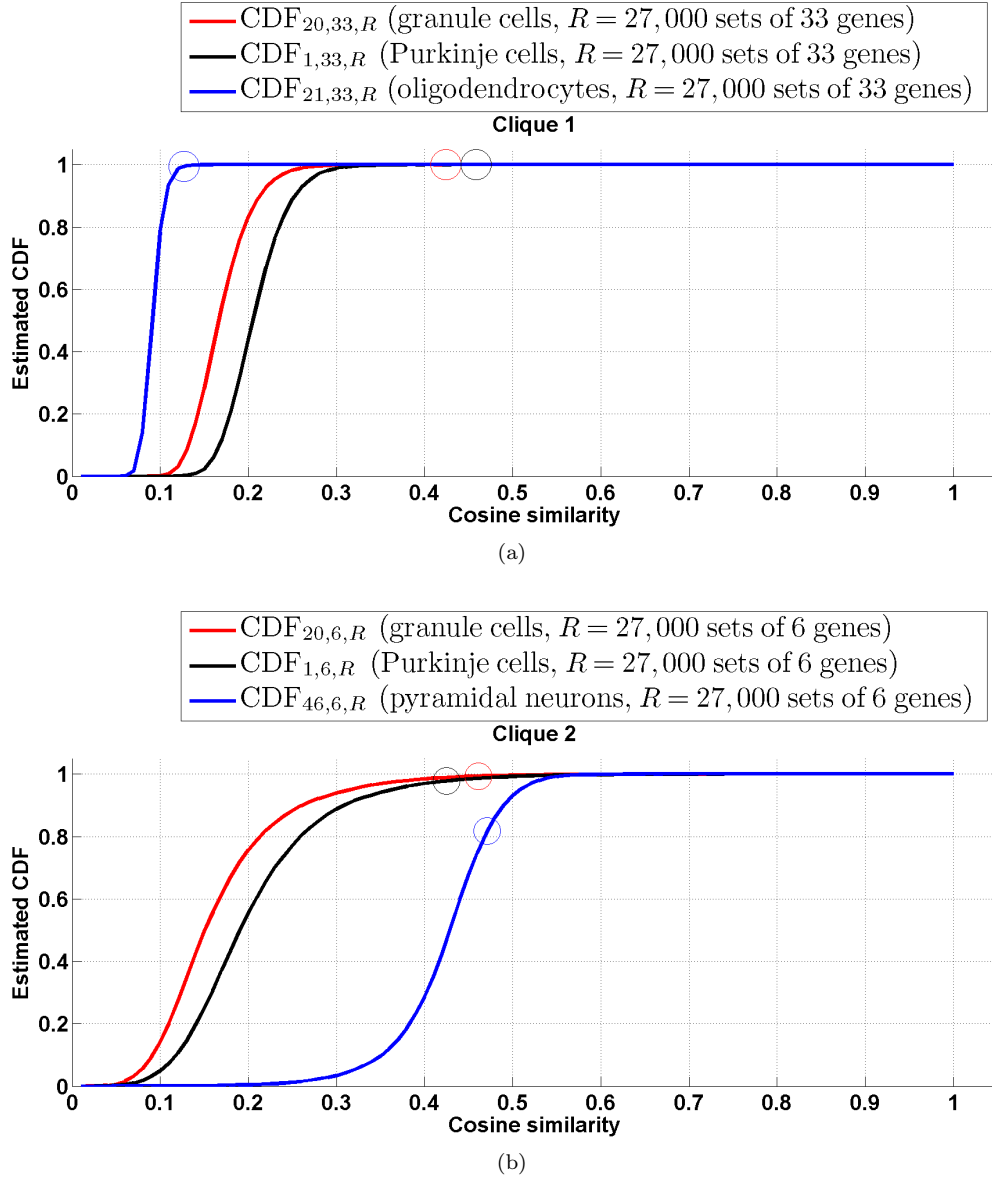 CDF₂₀,₃₃,R (granule cells, R = 27,000 sets of 33 genes)
CDF₁,₃₃,R (Purkinje cells, R = 27,000 sets of 33 genes)
CDF₂₁,₃₃,R (oligodendrocytes, R = 27,000 sets of 33 genes)
Clique 1
Estimated CDF
1
0.8
0.6
0.4
0.2
0
0 0.1 0.2 0.3 0.4 0.5 0.6 0.7 0.8 0.9 1
Cosine similarity
(a)
CDF₂₀,₆,R (granule cells, R = 27,000 sets of 6 genes)
CDF₁,₆,R (Purkinje cells, R = 27,000 sets of 6 genes)
CDF₄₆,₆,R (pyramidal neurons, R = 27,000 sets of 6 genes)
Clique 2
Estimated CDF
1
0.8
0.6
0.4
0.2
0
0 0.1 0.2 0.3 0.4 0.5 0.6 0.7 0.8 0.9 1
Cosine similarity
(b)